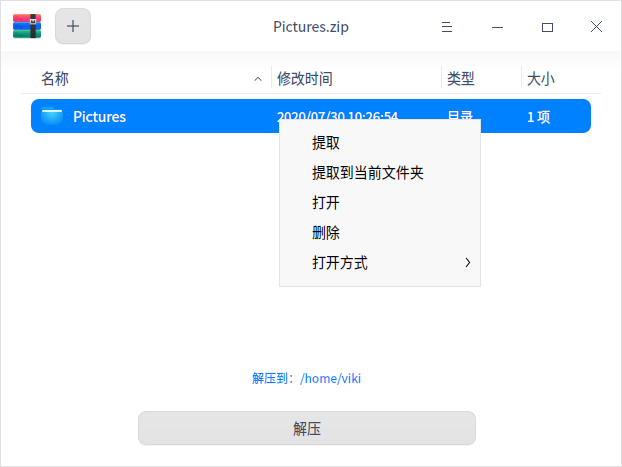 Pictures.zip
名称 修改时间 类型 大小
Pictures 2020/07/30 10:26:54 目录 1 项
提取
提取到当前文件夹
打开
删除
打开方式
解压到：/home/viki
解压